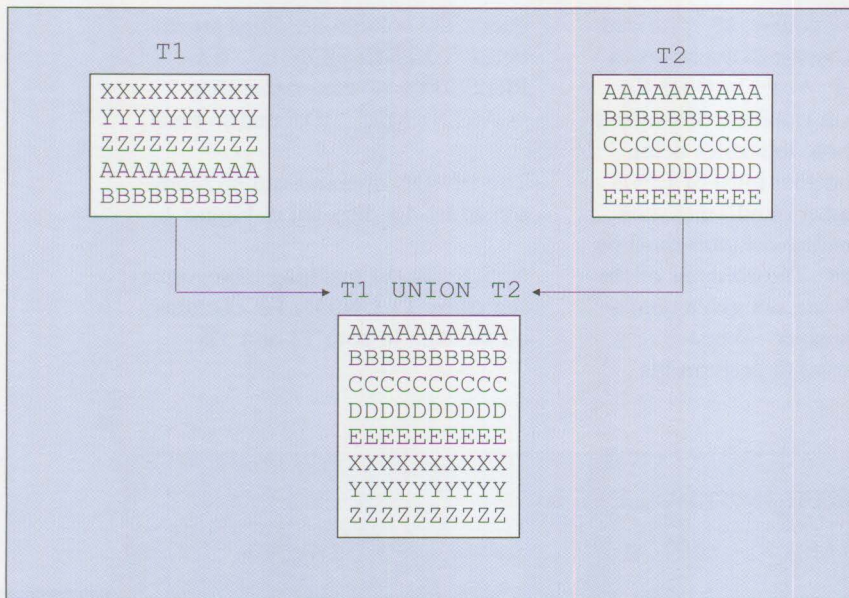 T1
XXXXXXXXXX
YYYYYYYYYY
ZZZZZZZZZZ
AAAAAAAAAA
BBBBBBBBBB
T2
AAAAAAAAAA
BBBBBBBBBB
CCCCCCCCCC
DDDDDDDDDD
EEEEEEEEEE
T1 UNION T2
AAAAAAAAAA
BBBBBBBBBB
CCCCCCCCCC
DDDDDDDDDD
EEEEEEEEEE
XXXXXXXXXX
YYYYYYYYYY
ZZZZZZZZZZ